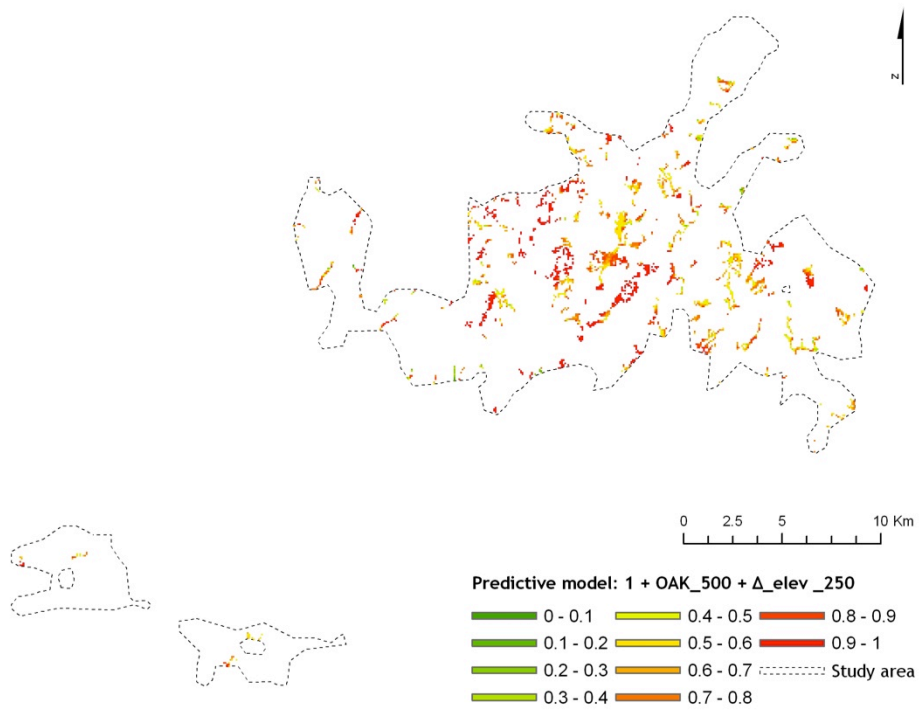 z
0 2.5 5 10 Km
Predictive model: 1 + OAK_500 + Δ_elev _250
0 - 0.1 0.4 - 0.5 0.8 - 0.9
0.1 - 0.2 0.5 - 0.6 0.9 - 1
0.2 - 0.3 0.6 - 0.7 Study area
0.3 - 0.4 0.7 - 0.8